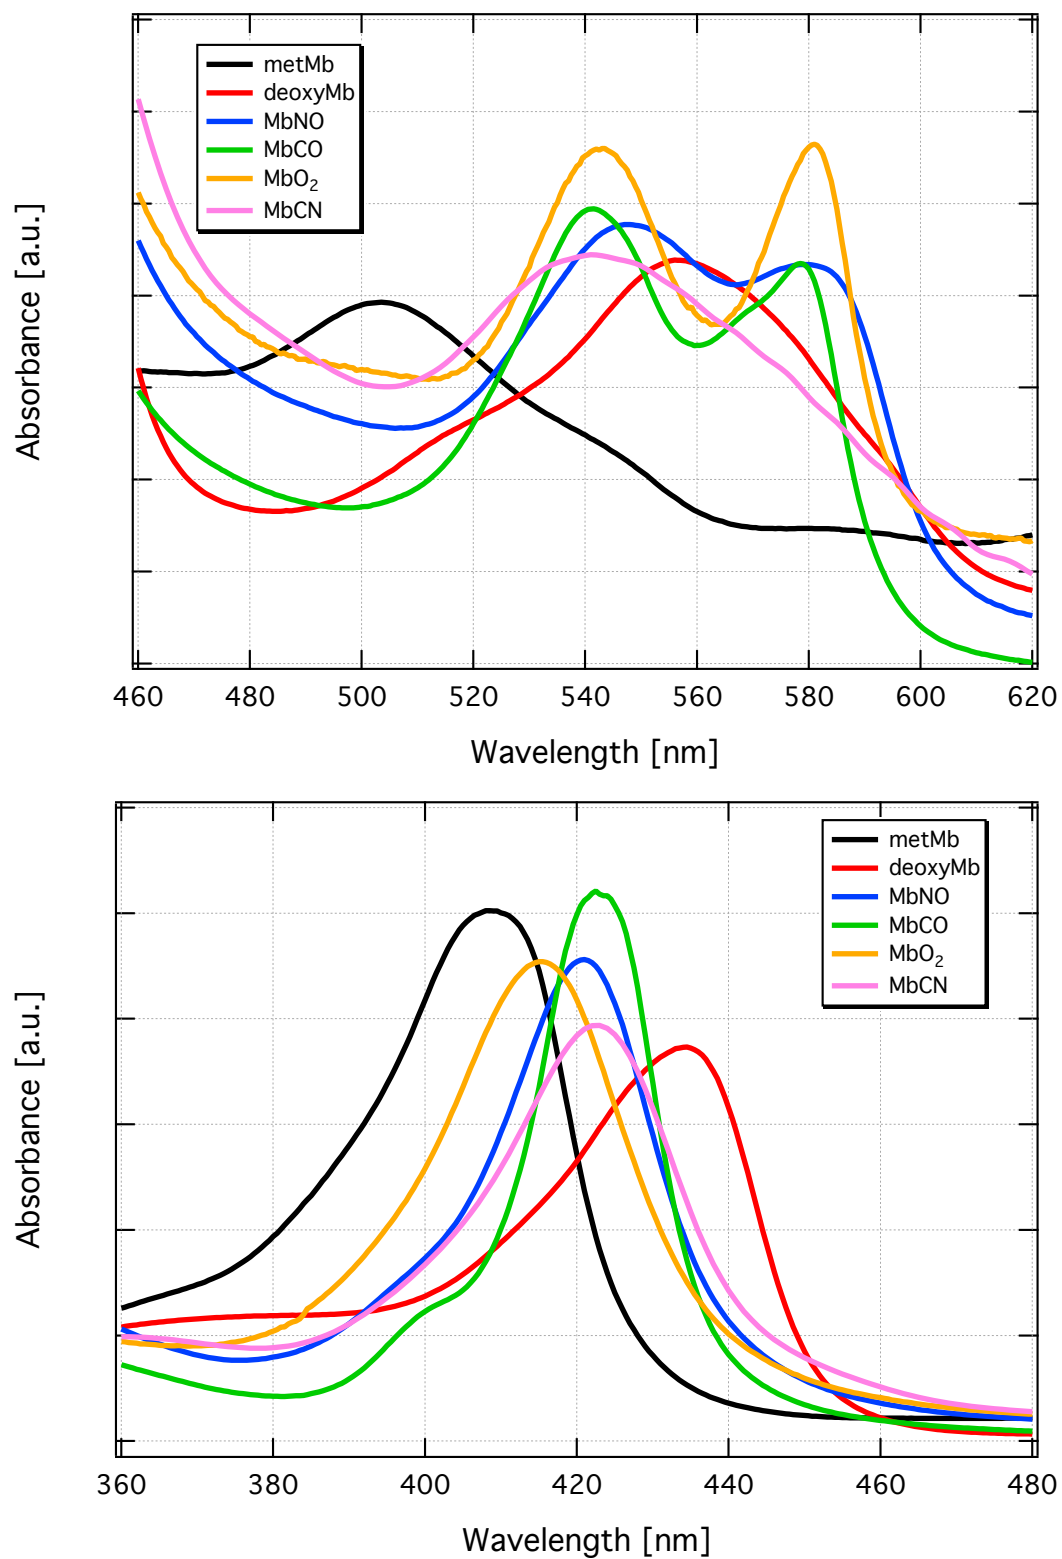 metMb
deoxyMb
MbNO
MbCO
MbO₂
MbCN
Absorbance [a.u.]
460 480 500 520 540 560 580 600 620
Wavelength [nm]
metMb
deoxyMb
MbNO
MbCO
MbO₂
MbCN
Absorbance [a.u.]
360 380 400 420 440 460 480
Wavelength [nm]